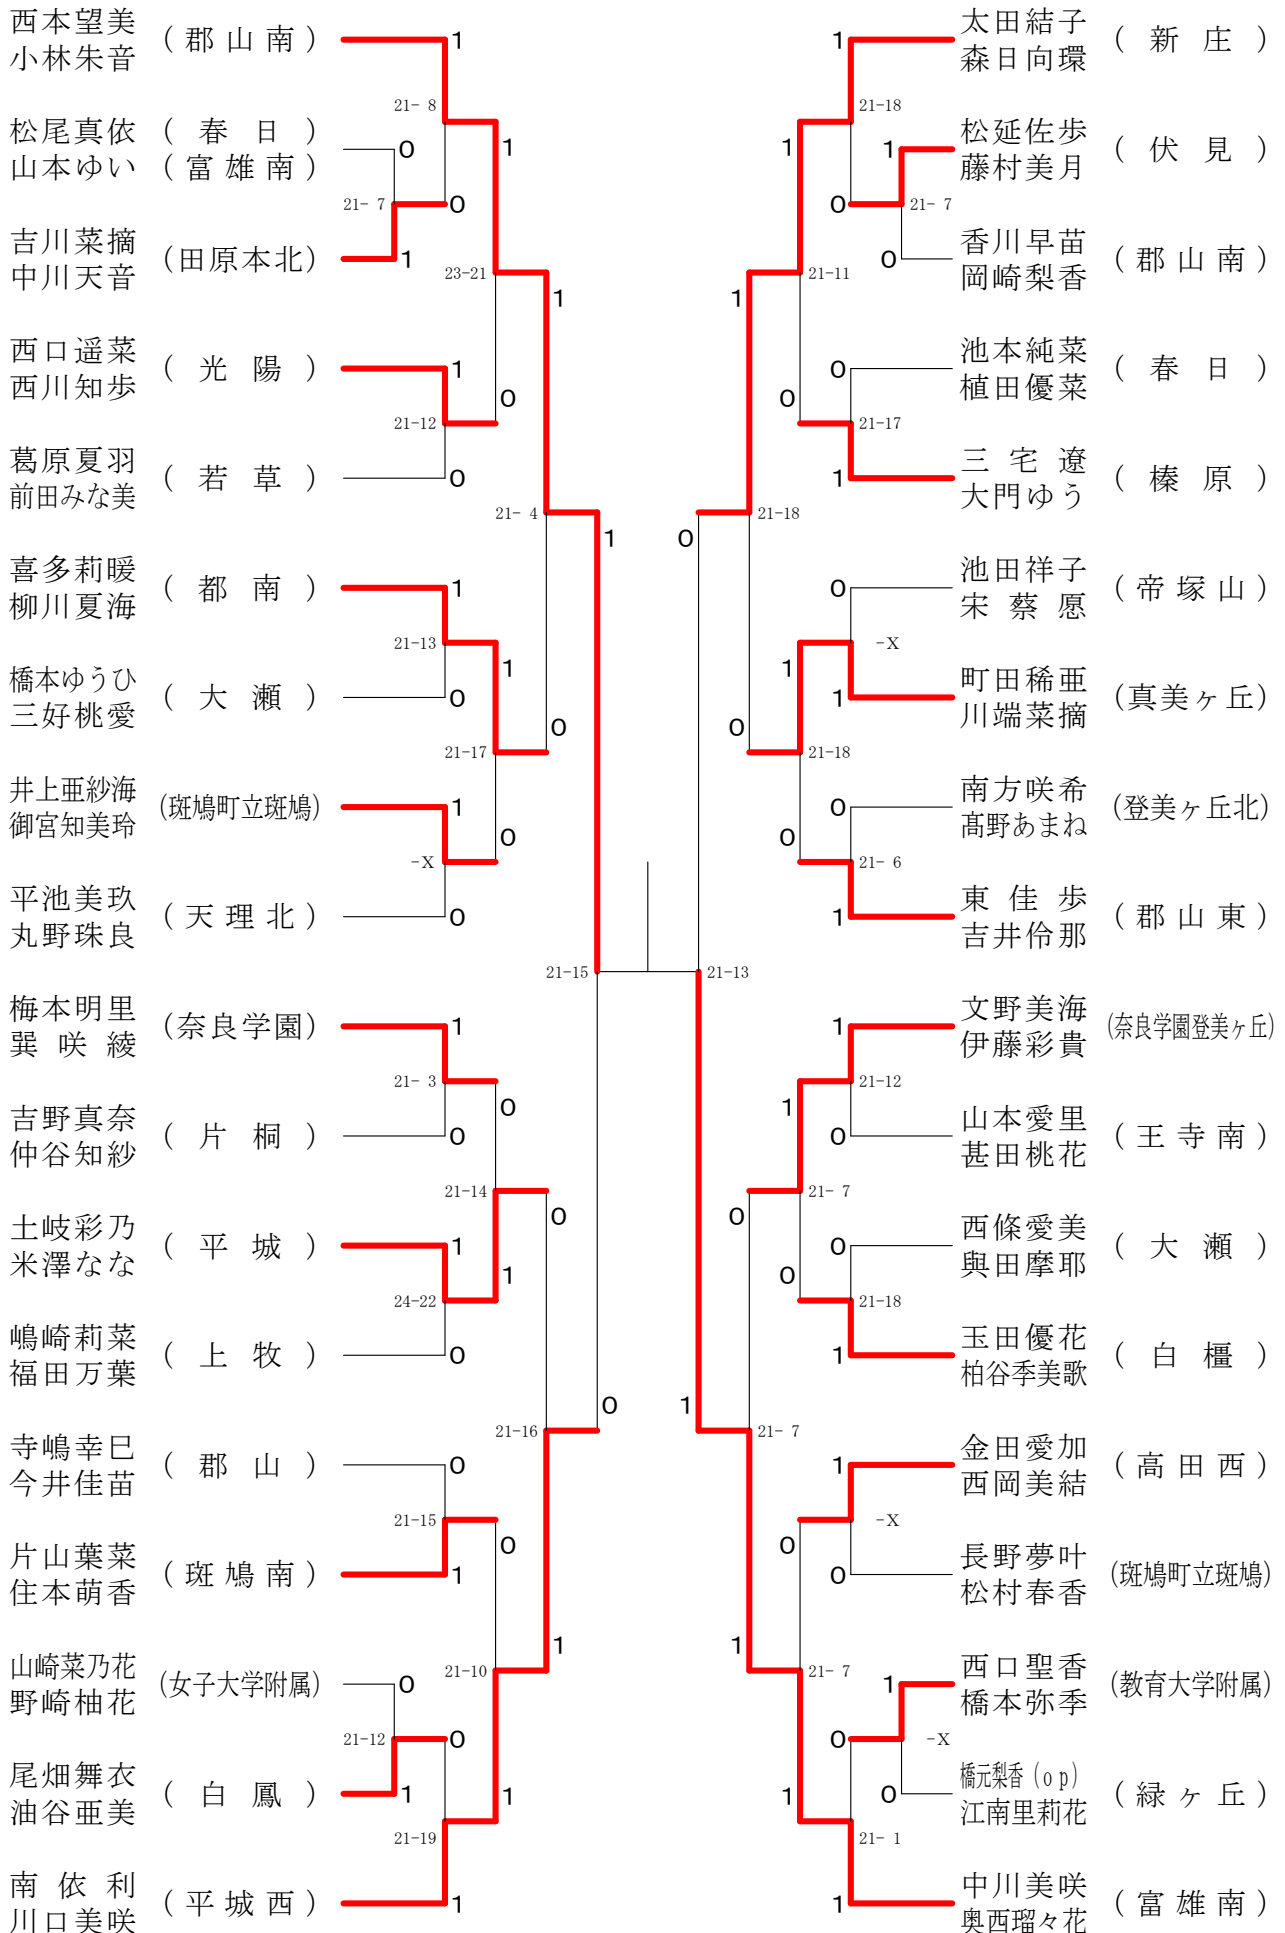 西本望美
小林朱音
(郡山南)
1
21- 8
松尾真依
山本ゆい
(春日)
(富雄南)
0
1
21- 7
0
吉川菜摘
中川天音
(田原本北)
1
23-21
1
西口遥菜
西川知歩
(光陽)
1
0
21-12
葛原夏羽
前田みな美
(若草)
0
21- 4
1
喜多莉暖
柳川夏海
(都南)
1
21-13
1
橋本ゆうひ
三好桃愛
(大瀬)
0
0
21-17
井上亜紗海
御宮知美玲
(斑鳩町立斑鳩)
1
0
-X
平池美玖
丸野珠良
(天理北)
0
21-15
梅本明里
巽咲綾
(奈良学園)
1
21- 3
0
吉野真奈
仲谷知紗
(片桐)
0
21-14
0
土岐彩乃
米澤なな
(平城)
1
1
24-22
嶋崎莉菜
福田万葉
(上牧)
0
0
21-16
寺嶋幸巳
今井佳苗
(郡山)
0
21-15
0
片山葉菜
住本萌香
(斑鳩南)
1
1
山崎菜乃花
野崎柚花
(女子大学附属)
0
21-10
21-12
0
尾畑舞衣
油谷亜美
(白鳳)
1
1
21-19
南依利
川口美咲
(平城西)
1
1
太田結子
森日向環
(新庄)
21-18
1
1
松延佐歩
藤村美月
(伏見)
0
21- 7
0
香川早苗
岡崎梨香
(郡山南)
1
21-11
0
池本純菜
植田優菜
(春日)
0
21-17
1
三宅遼
大門ゆう
(榛原)
0
21-18
0
池田祥子
宋蔡愿
(帝塚山)
-X
1
1
町田稀亜
川端菜摘
(真美ヶ丘)
0
21-18
0
南方咲希
髙野あまね
(登美ヶ丘北)
0
21- 6
1
東佳歩
吉井伶那
(郡山東)
21-13
1
文野美海
伊藤彩貴
(奈良学園登美ヶ丘)
21-12
1
0
山本愛里
甚田桃花
(王寺南)
0
21- 7
0
西條愛美
與田摩耶
(大瀬)
0
21-18
1
玉田優花
柏谷季美歌
(白橿)
1
21- 7
1
金田愛加
西岡美結
(高田西)
-X
0
0
長野夢叶
松村春香
(斑鳩町立斑鳩)
1
21- 7
1
西口聖香
橋本弥季
(教育大学附属)
0
-X
0
橋元梨香(op)
江南里莉花
(緑ヶ丘)
1
21- 1
1
中川美咲
奥西瑠々花
(富雄南)